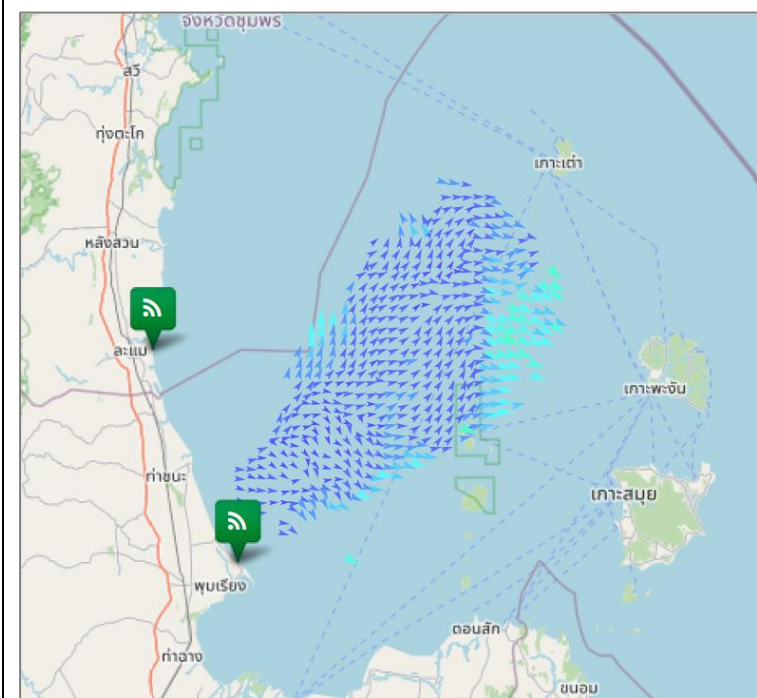 จังหวัดชุมพร
สวี
ทุ่งตะโก
เกาะเต่า
หลังสวน
ละแม
เกาะพะงัน
ท่าชนะ
เกาะสมุย
พุมเรียง
ดอนสัก
ท่าฉาง
ขนอม